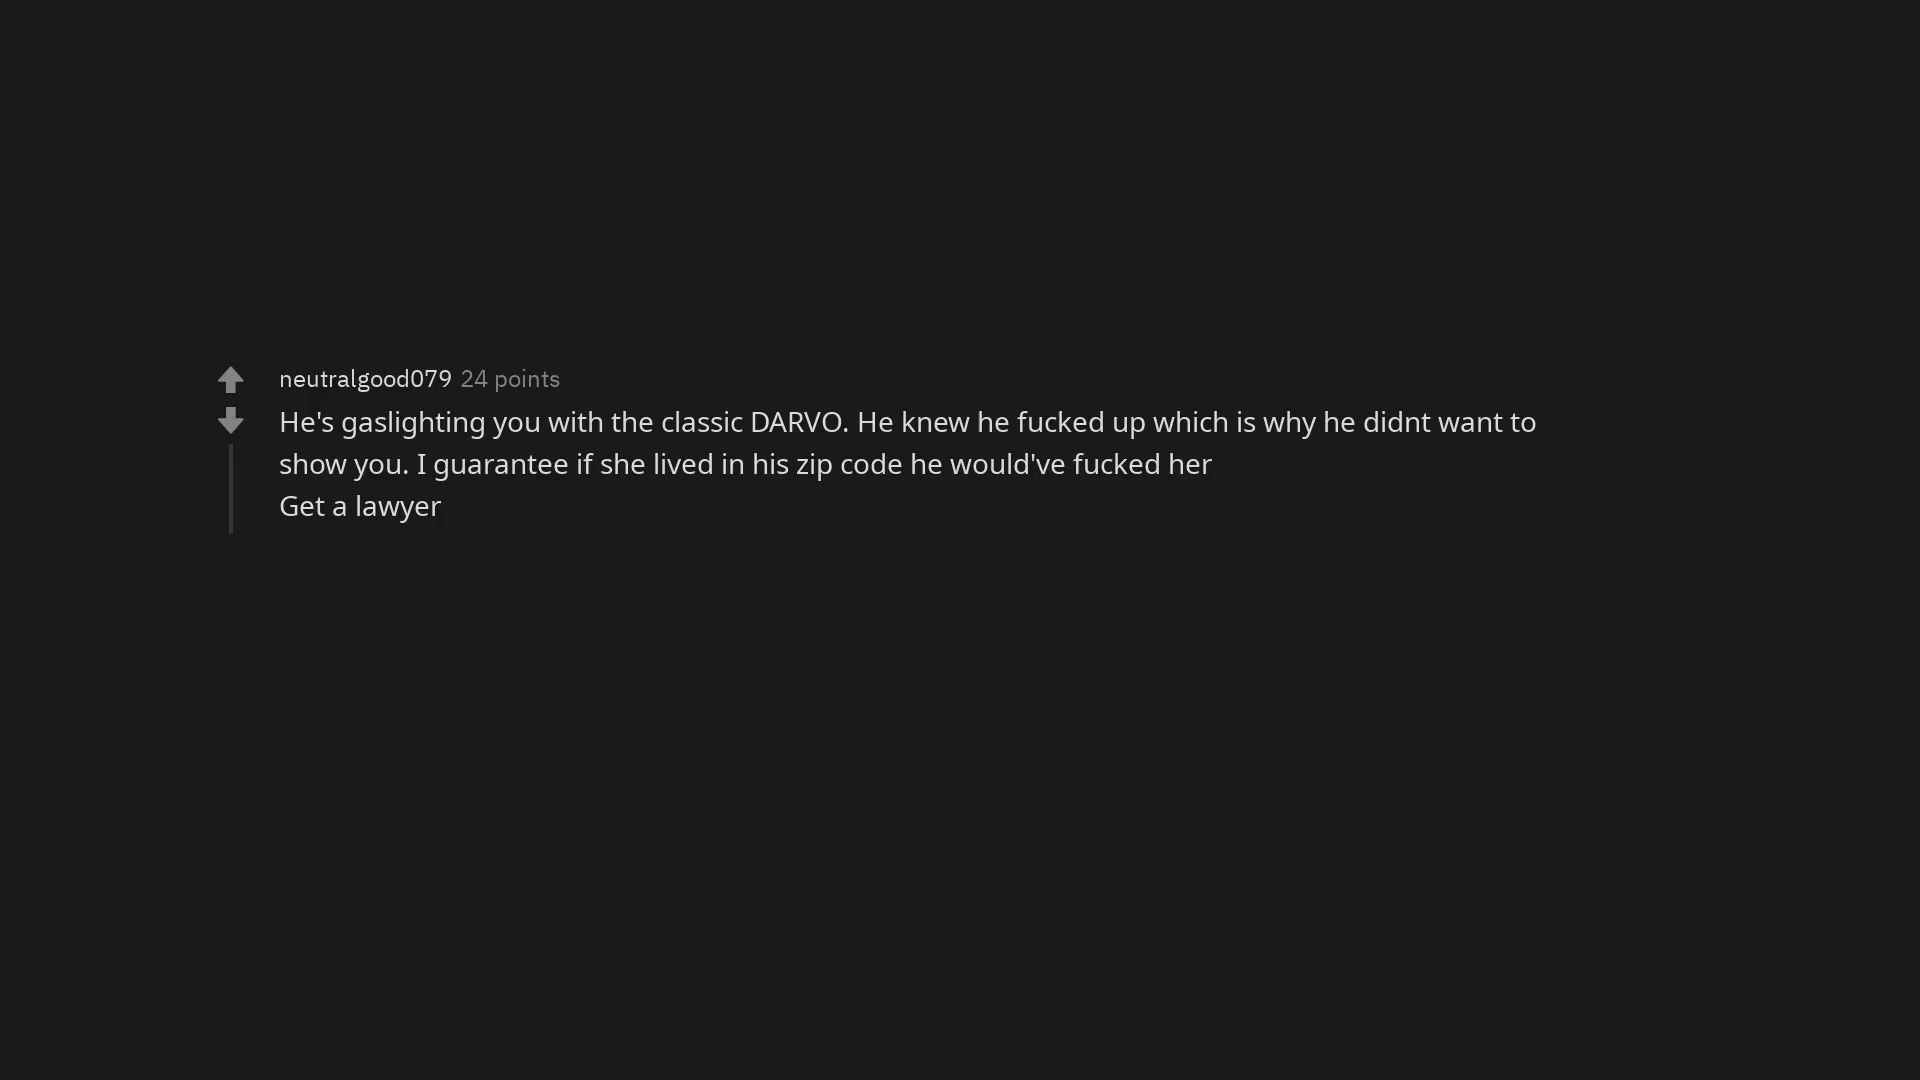 neutralgood079 24 points
He's gaslighting you with the classic DARVO. He knew he fucked up which is why he didnt want to
show you. I guarantee if she lived in his zip code he would've fucked her
Get a lawyer